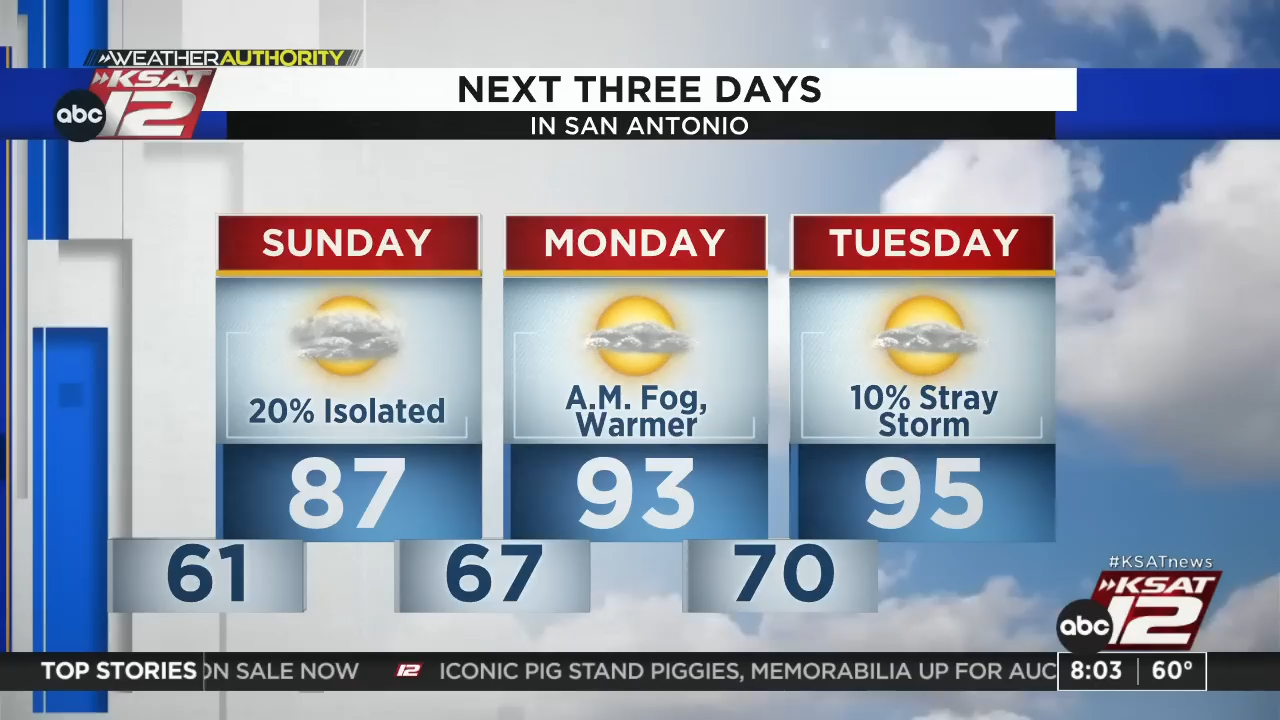 WEATHERAUTHORITY
KSAT
abc 12
NEXT THREE DAYS
IN SAN ANTONIO
SUNDAY
MONDAY
TUESDAY
20% Isolated
A.M. Fog,
Warmer
10% Stray
Storm
87
93
95
61
67
70
#KSATnews
KSAT
abc 12
TOP STORIES ON SALE NOW 12 ICONIC PIG STAND PIGGIES, MEMORABILIA UP FOR AUC 8:03 60°